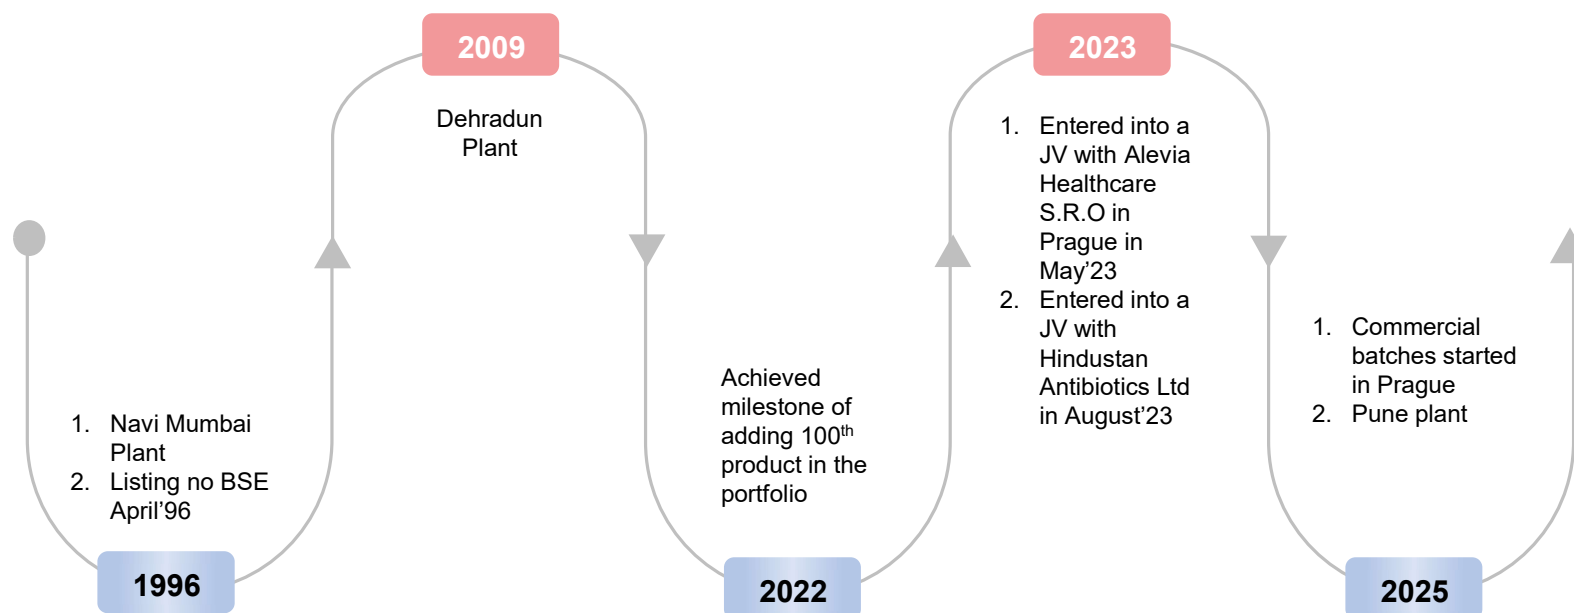 2009
Dehradun
Plant
2023
1. Entered into a
JV with Alevia
Healthcare
S.R.O in
Prague in
May’23
2. Entered into a
JV with
Hindustan
Antibiotics Ltd
in August’23
1. Navi Mumbai
Plant
2. Listing no BSE
April’96
1996
Achieved
milestone of
adding 100th
product in the
portfolio
2022
1. Commercial
batches started
in Prague
2. Pune plant
2025